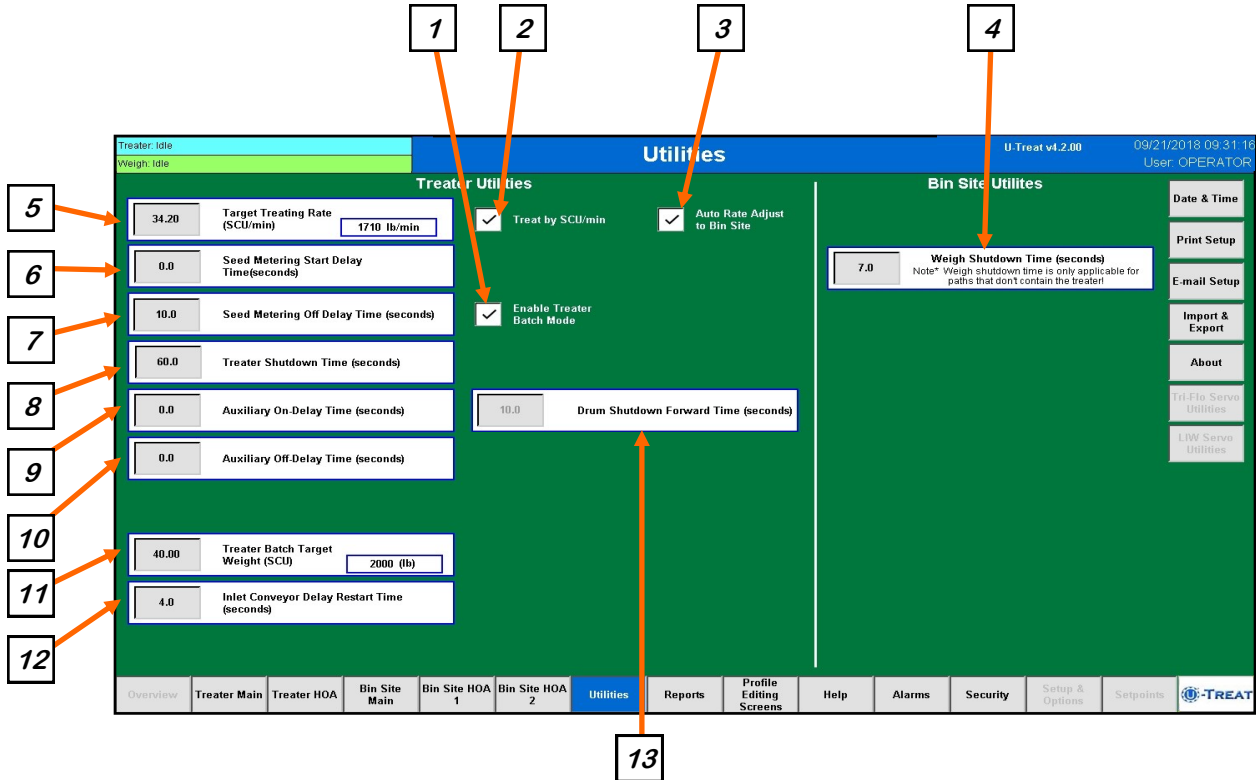 1
2
3
4
Treater: Idle
Weigh: Idle
Utilities
U-Treat v4.2.00
09/21/2018 09:31:16
User: OPERATOR
Treater Utilities
Bin Site Utilites
5
34.20
Target Treating Rate
(SCU/min)
1710 lb/min
Treat by SCU/min
Auto Rate Adjust
to Bin Site
Date & Time
6
0.0
Seed Metering Start Delay
Time(seconds)
7.0
Weigh Shutdown Time (seconds)
Note* Weigh shutdown time is only applicable for
paths that don't contain the treater!
Print Setup
E-mail Setup
7
10.0
Seed Metering Off Delay Time (seconds)
Enable Treater
Batch Mode
Import &
Export
8
60.0
Treater Shutdown Time (seconds)
About
9
0.0
Auxiliary On-Delay Time (seconds)
10.0
Drum Shutdown Forward Time (seconds)
Tri-Flo Servo
Utilities
10
0.0
Auxiliary Off-Delay Time (seconds)
LIW Servo
Utilities
11
40.00
Treater Batch Target
Weight (SCU)
2000 (lb)
12
4.0
Inlet Conveyor Delay Restart Time
(seconds)
Overview
Treater Main
Treater HOA
Bin Site
Main
Bin Site HOA
1
Bin Site HOA
2
Utilities
Reports
Profile
Editing
Screens
Help
Alarms
Security
Setup &
Options
Setpoints
U-TREAT
13